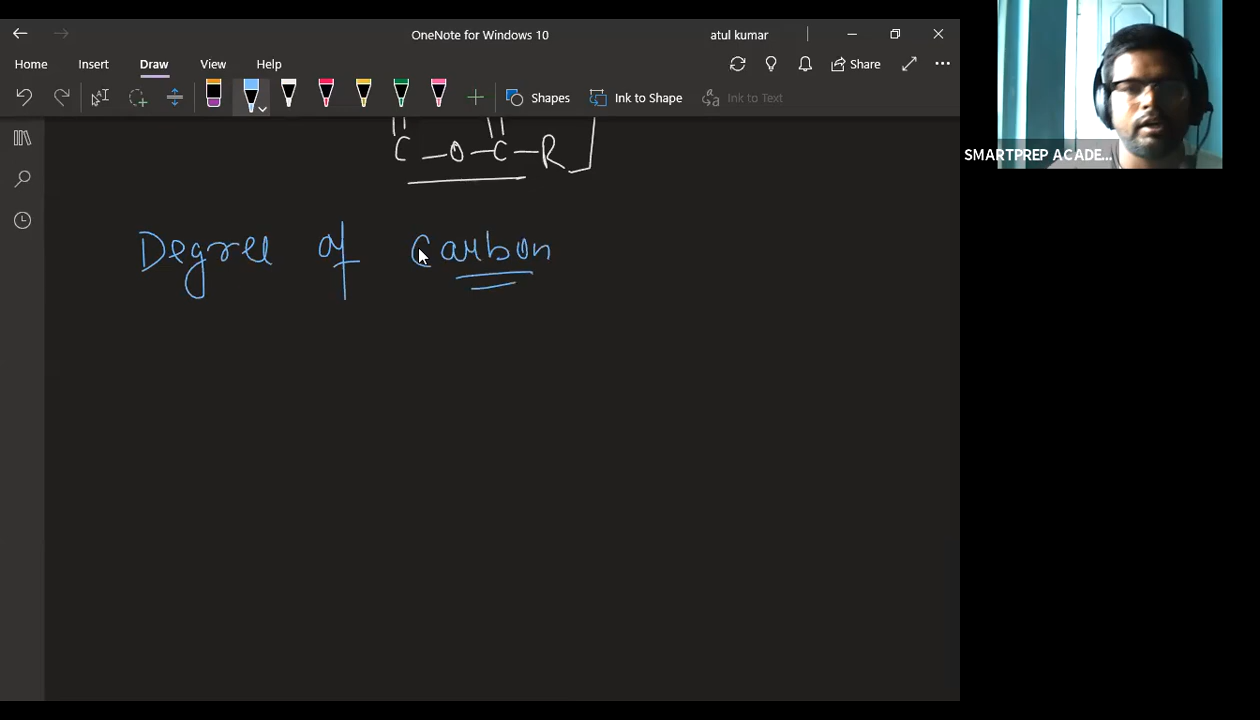 OneNote for Windows 10
atul kumar
Home Insert Draw View Help
Share
Shapes
Ink to Shape
Ink to Text
SMARTPREP ACADE...
C—O—C—R
Degree of Carbon